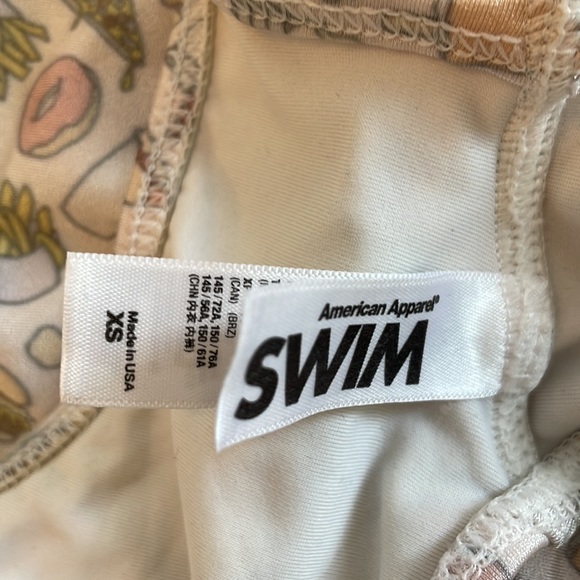 American Apparel®
SWIM
(CAN) (BRZ)
145/72A, 150/76A
145/56A, 150/61A
(CHN 内衣 内裤)
Made in USA
XS